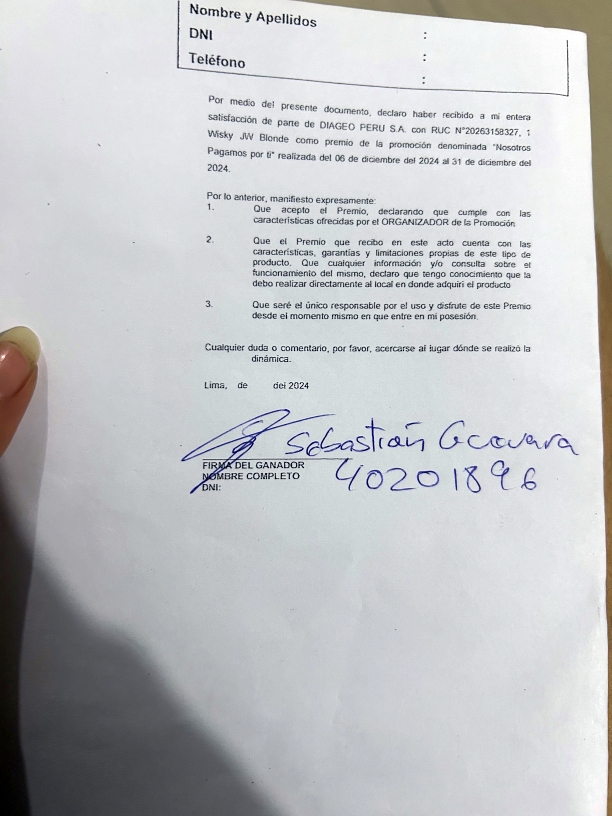 Nombre y Apellidos :
DNI :
Teléfono :
Por medio del presente documento, declaro haber recibido a mi entera
satisfacción de parte de DIAGEO PERU S.A. con RUC N°20263158327, 1
Wisky JW Blonde como premio de la promoción denominada "Nosotros
Pagamos por ti" realizada del 06 de diciembre del 2024 al 31 de diciembre del
2024.
Por lo anterior, manifiesto expresamente:
1. Que acepto el Premio, declarando que cumple con las
características ofrecidas por el ORGANIZADOR de la Promoción
2. Que el Premio que recibo en este acto cuenta con las
características, garantías y limitaciones propias de este tipo de
producto. Que cualquier información y/o consulta sobre el
funcionamiento del mismo, declaro que tengo conocimiento que la
debo realizar directamente al local en donde adquirí el producto
3. Que seré el único responsable por el uso y disfrute de este Premio
desde el momento mismo en que entre en mi posesión.
Cualquier duda o comentario, por favor, acercarse al lugar dónde se realizó la
dinámica.
Lima, de del 2024
Sebastián
FIRMA DEL GANADOR
NOMBRE COMPLETO
DNI: 40201896